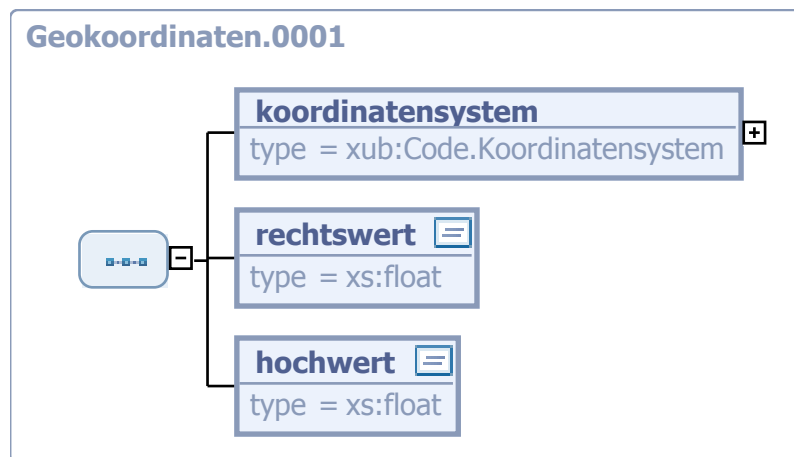 Geokoordinaten.0001
koordinatensystem
type = xub:Code.Koordinatensystem
rechtswert
type = xs:float
hochwert
type = xs:float